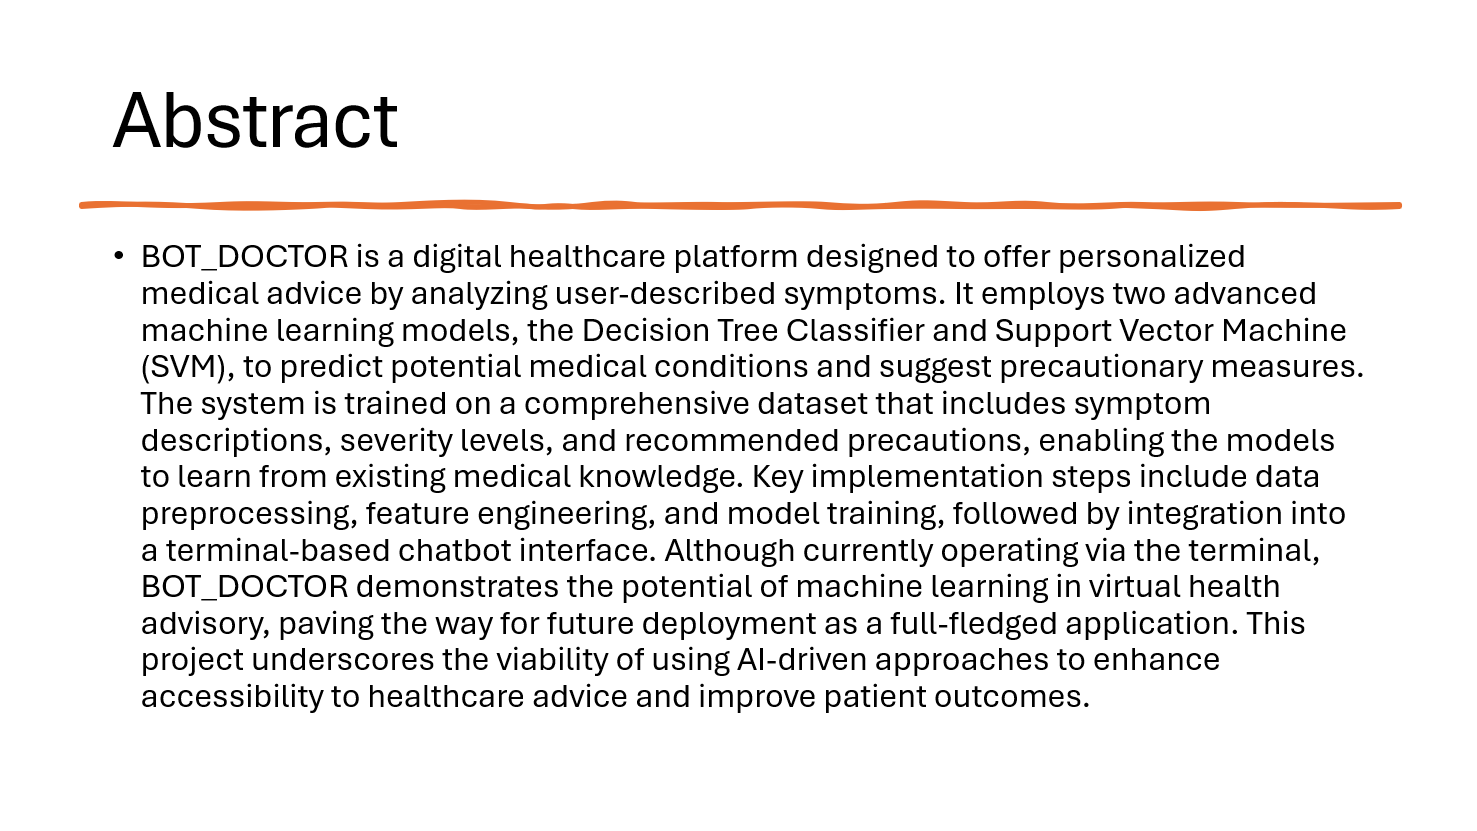 Abstract
• BOT_DOCTOR is a digital healthcare platform designed to offer personalized
medical advice by analyzing user-described symptoms. It employs two advanced
machine learning models, the Decision Tree Classifier and Support Vector Machine
(SVM), to predict potential medical conditions and suggest precautionary measures.
The system is trained on a comprehensive dataset that includes symptom
descriptions, severity levels, and recommended precautions, enabling the models
to learn from existing medical knowledge. Key implementation steps include data
preprocessing, feature engineering, and model training, followed by integration into
a terminal-based chatbot interface. Although currently operating via the terminal,
BOT_DOCTOR demonstrates the potential of machine learning in virtual health
advisory, paving the way for future deployment as a full-fledged application. This
project underscores the viability of using AI-driven approaches to enhance
accessibility to healthcare advice and improve patient outcomes.